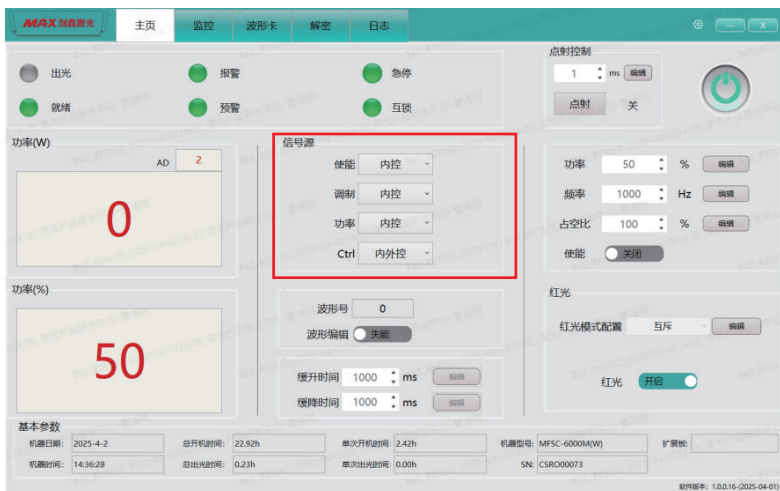 MAX 创鑫激光 主页 监控 波形卡 解密 日志
出光 报警 急停
就绪 预警 互锁
点射控制
1 ms 编辑
点射 关
功率(W)
AD 2
0
信号源
使能 内控
调制 内控
功率 内控
Ctrl 内外控
功率 50 % 编辑
频率 1000 Hz 编辑
占空比 100 % 编辑
使能 关闭
功率(%)
50
波形号 0
波形编辑 失能
缓升时间 1000 ms 编辑
缓降时间 1000 ms 编辑
红光
红光模式配置 互斥 编辑
红光 开启
基本参数
机器日期: 2025-4-2 总开机时间: 22.92h 单次开机时间: 2.42h 机器型号: MFSC-6000M(W) 扩展板:
机器时间: 14:36:28 总出光时间: 0.23h 单次出光时间: 0.00h SN: CSRO00073
软件版本: 1.0.0.16-(2025-04-01)